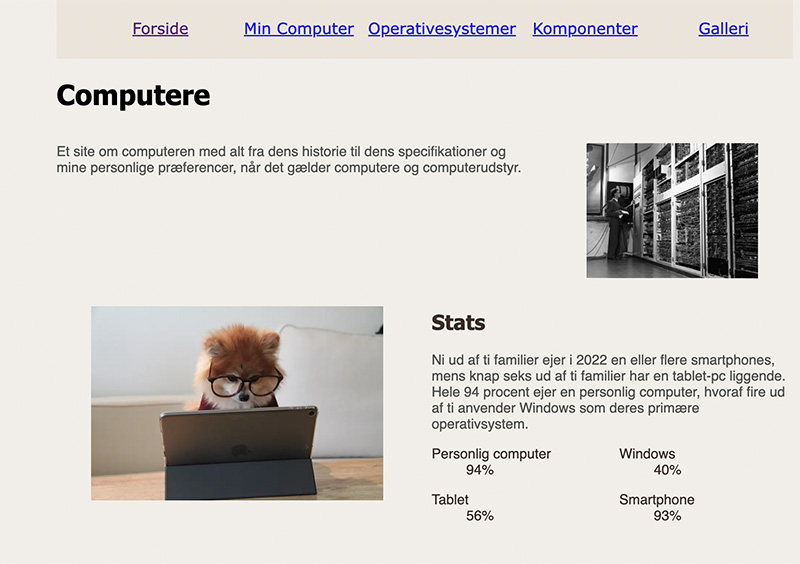 Forside Min Computer Operativesystemer Komponenter Galleri
Computere
Et site om computeren med alt fra dens historie til dens specifikationer og
mine personlige præferencer, når det gælder computere og computerudstyr.
Stats
Ni ud af ti familier ejer i 2022 en eller flere smartphones,
mens knap seks ud af ti familier har en tablet-pc liggende.
Hele 94 procent ejer en personlig computer, hvoraf fire ud
af ti anvender Windows som deres primære
operativsystem.
Personlig computer Windows
94% 40%
Tablet Smartphone
56% 93%